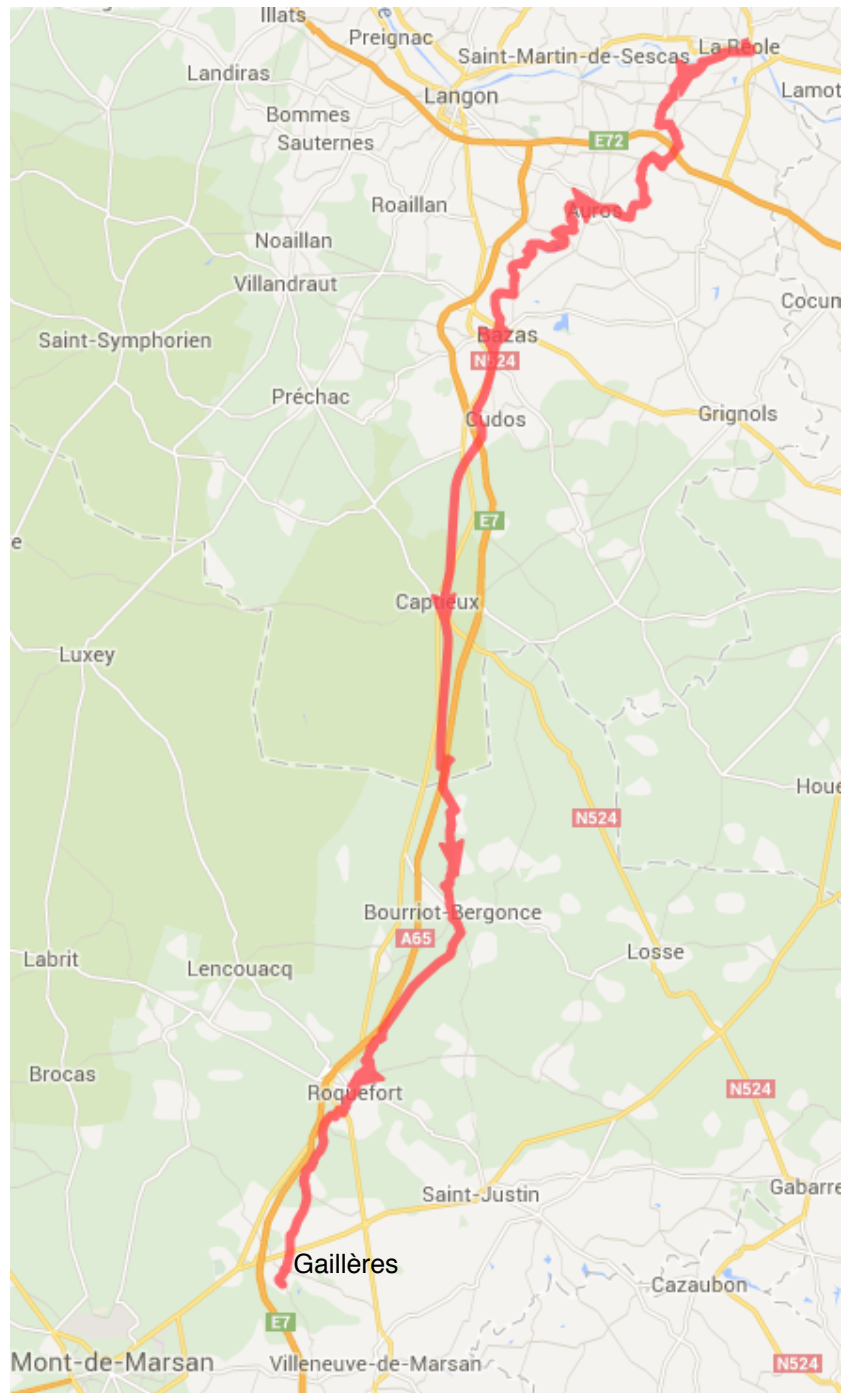 Illats
Preignac
Saint-Martin-de-Sescas
La Réole
Landiras
Langon
Lamot
Bommes
Sauternes
E72
Roaillan
Auros
Noaillan
Villandraut
Cocum
Saint-Symphorien
Bazas
N524
Préchac
Cudos
Grignols
E7
e
Captieux
Luxey
Houe
N524
Bourriot-Bergonce
A65
Labrit
Lencouacq
Losse
Brocas
Roquefort
N524
Saint-Justin
Gabarre
Gaillères
Cazaubon
E7
Mont-de-Marsan
Villeneuve-de-Marsan
N524